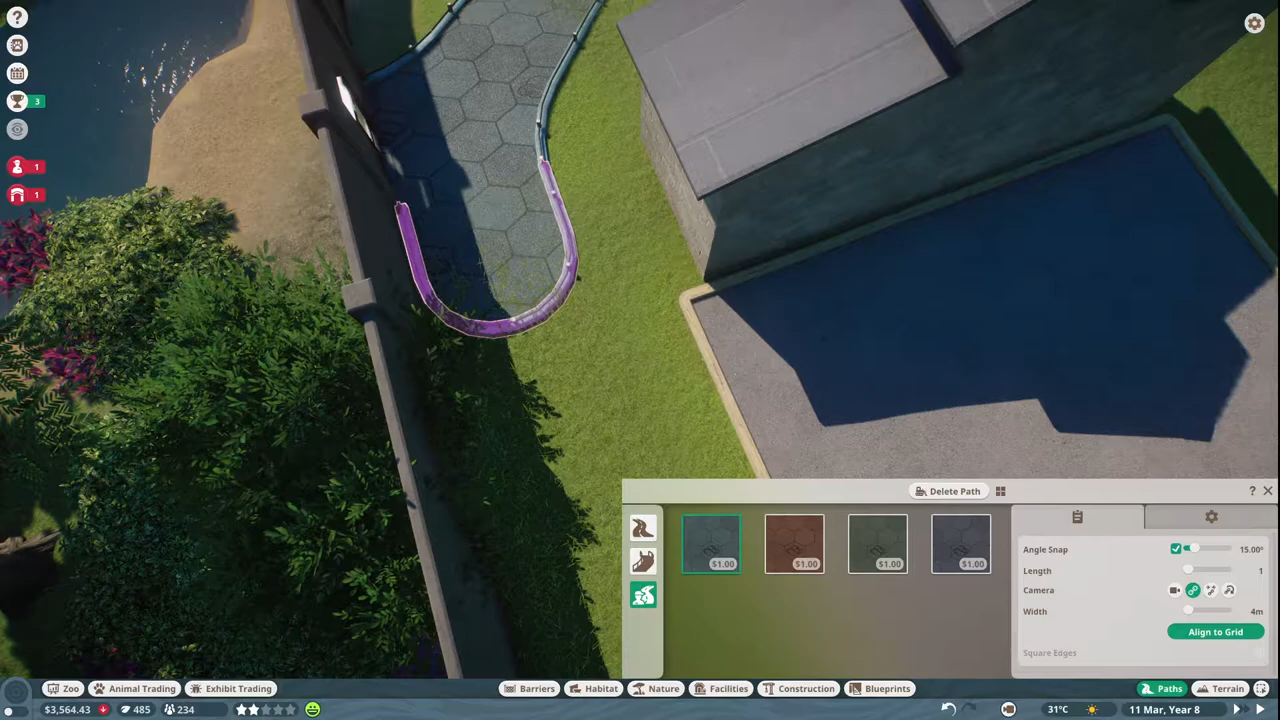 3
1
1
Delete Path
?
$1.00
$1.00
$1.00
$1.00
Angle Snap
15.00°
Length
1
Camera
Width
4m
Align to Grid
Square Edges
Zoo
Animal Trading
Exhibit Trading
Barriers
Habitat
Nature
Facilities
Construction
Blueprints
Paths
Terrain
$3,564.43
485
234
31°C
11 Mar, Year 8